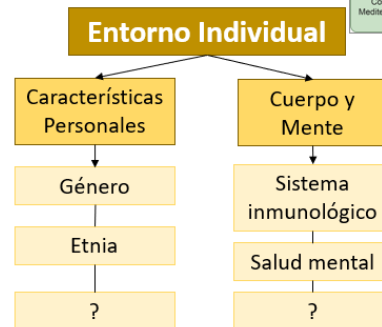 Entorno Individual
Características
Personales
Género
Etnia
?
Cuerpo y
Mente
Sistema
inmunológico
Salud mental
?